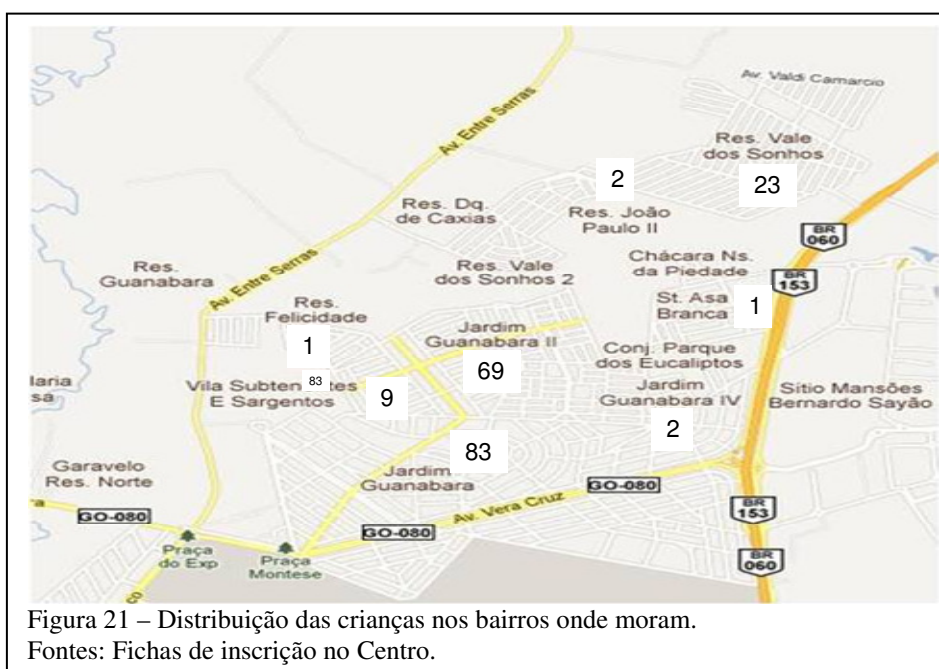 Av. Valdi Camarcio
Av. Entre Serras
Res. Vale
dos Sonhos
23
2
Res. Dq.
de Caxias
Res. João
Paulo II
BR
060
Chácara Ns.
da Piedade
Res.
Guanabara
Res. Vale
dos Sonhos 2
BR
153
Av. Entre Serras
St. Asa
Branca
1
Res.
Felicidade
1
Jardim
Guanabara II
69
Conj. Parque
dos Eucaliptos
laria
sa
83
Vila Subtenentes
E Sargentos
9
Jardim
Guanabara IV
2
Sítio Mansões
Bernardo Sayão
83
Garavelo
Res. Norte
Jardim
Guanabara
GO-080
a
GO-080
Av. Vera Cruz
GO-080
BR
153
Praça
do Exp
Praça
Montese
BR
060
co
Figura 21 – Distribuição das crianças nos bairros onde moram.
Fontes: Fichas de inscrição no Centro.